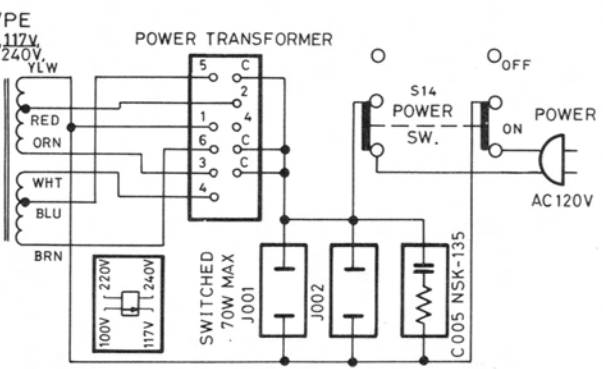 YPE
117V,
240V,
YLW
RED
ORN
WHT
BLU
BRN
POWER TRANSFORMER
5 C
2
1 4
6 C
3 C
4
OFF
S14
POWER
SW.
ON
POWER
AC120V
220V
240V
100V
117V
SWITCHED
70W MAX
J001
J002
C005 NSK-135